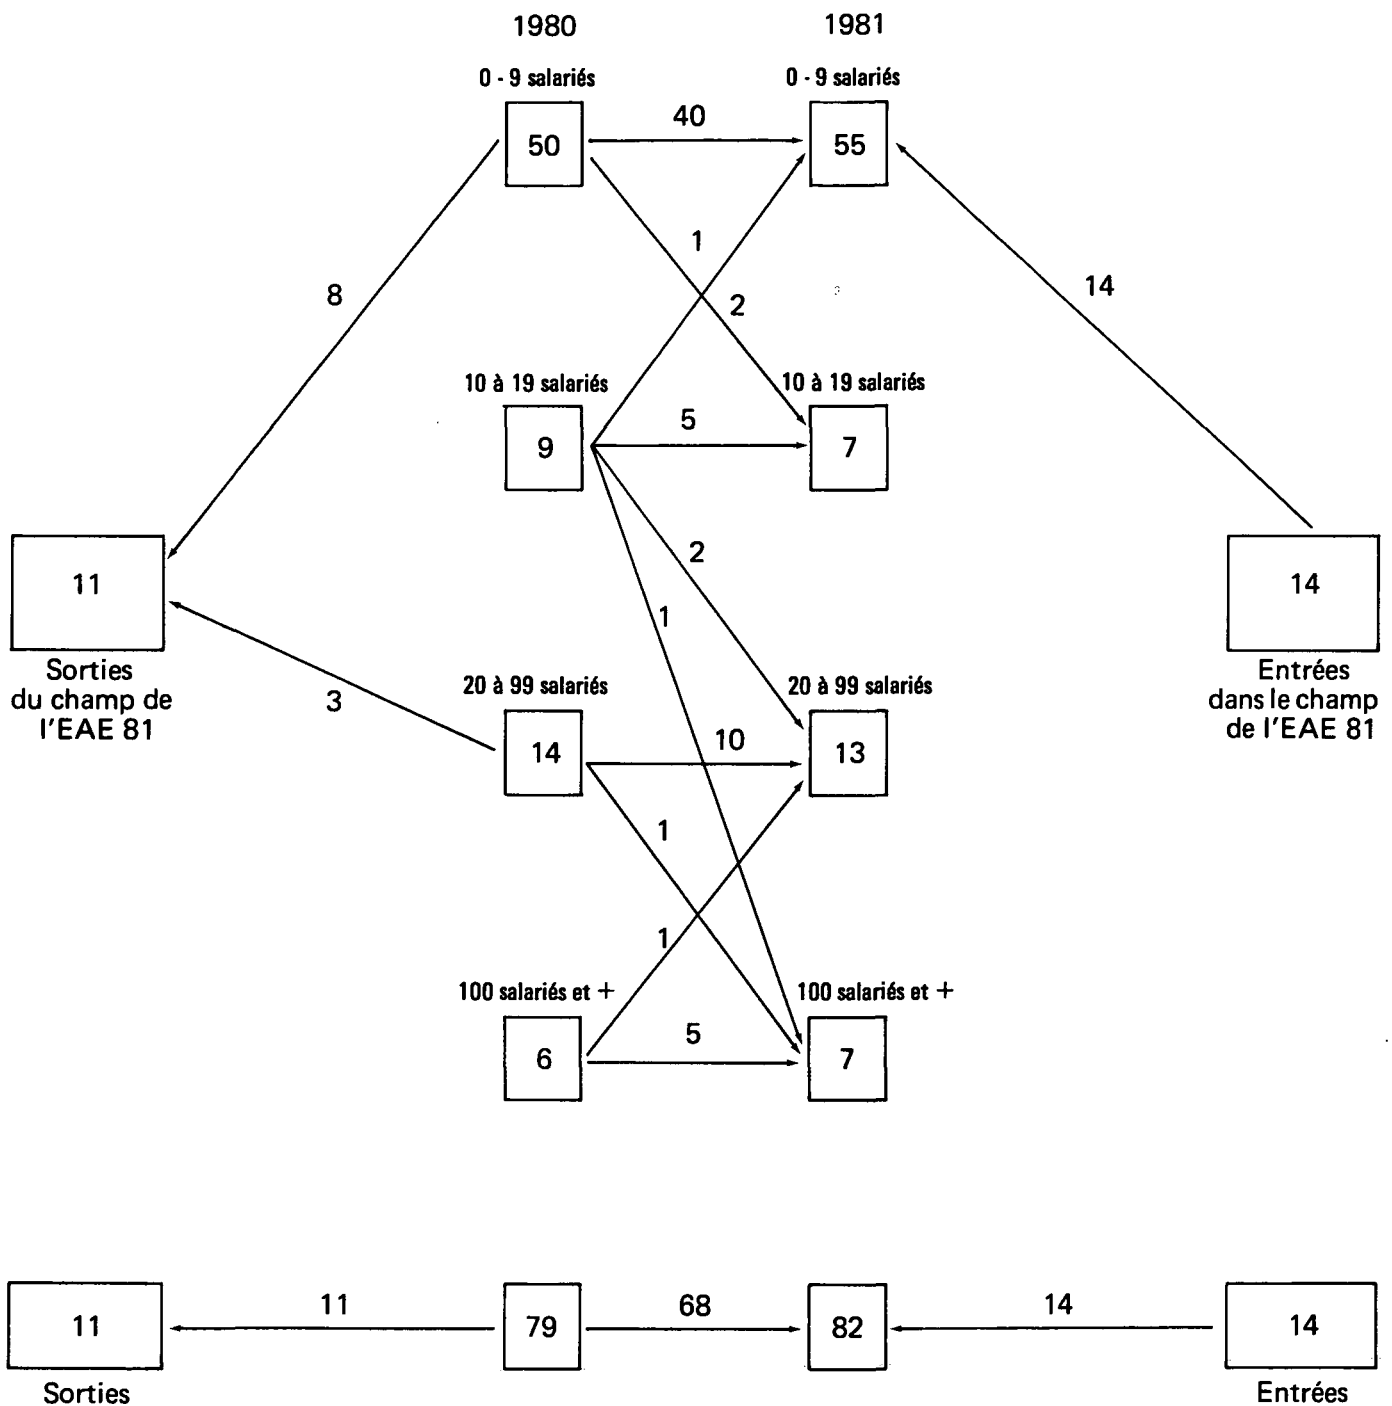 1980
1981
0 - 9 salariés
0 - 9 salariés
50
40
55
8
1
2
14
10 à 19 salariés
10 à 19 salariés
9
5
7
11
Sorties
du champ de
l'EAE 81
2
1
14
Entrées
dans le champ
de l'EAE 81
3
20 à 99 salariés
20 à 99 salariés
14
10
13
1
1
100 salariés et +
100 salariés et +
6
5
7
11
11
79
68
82
14
14
Sorties
Entrées